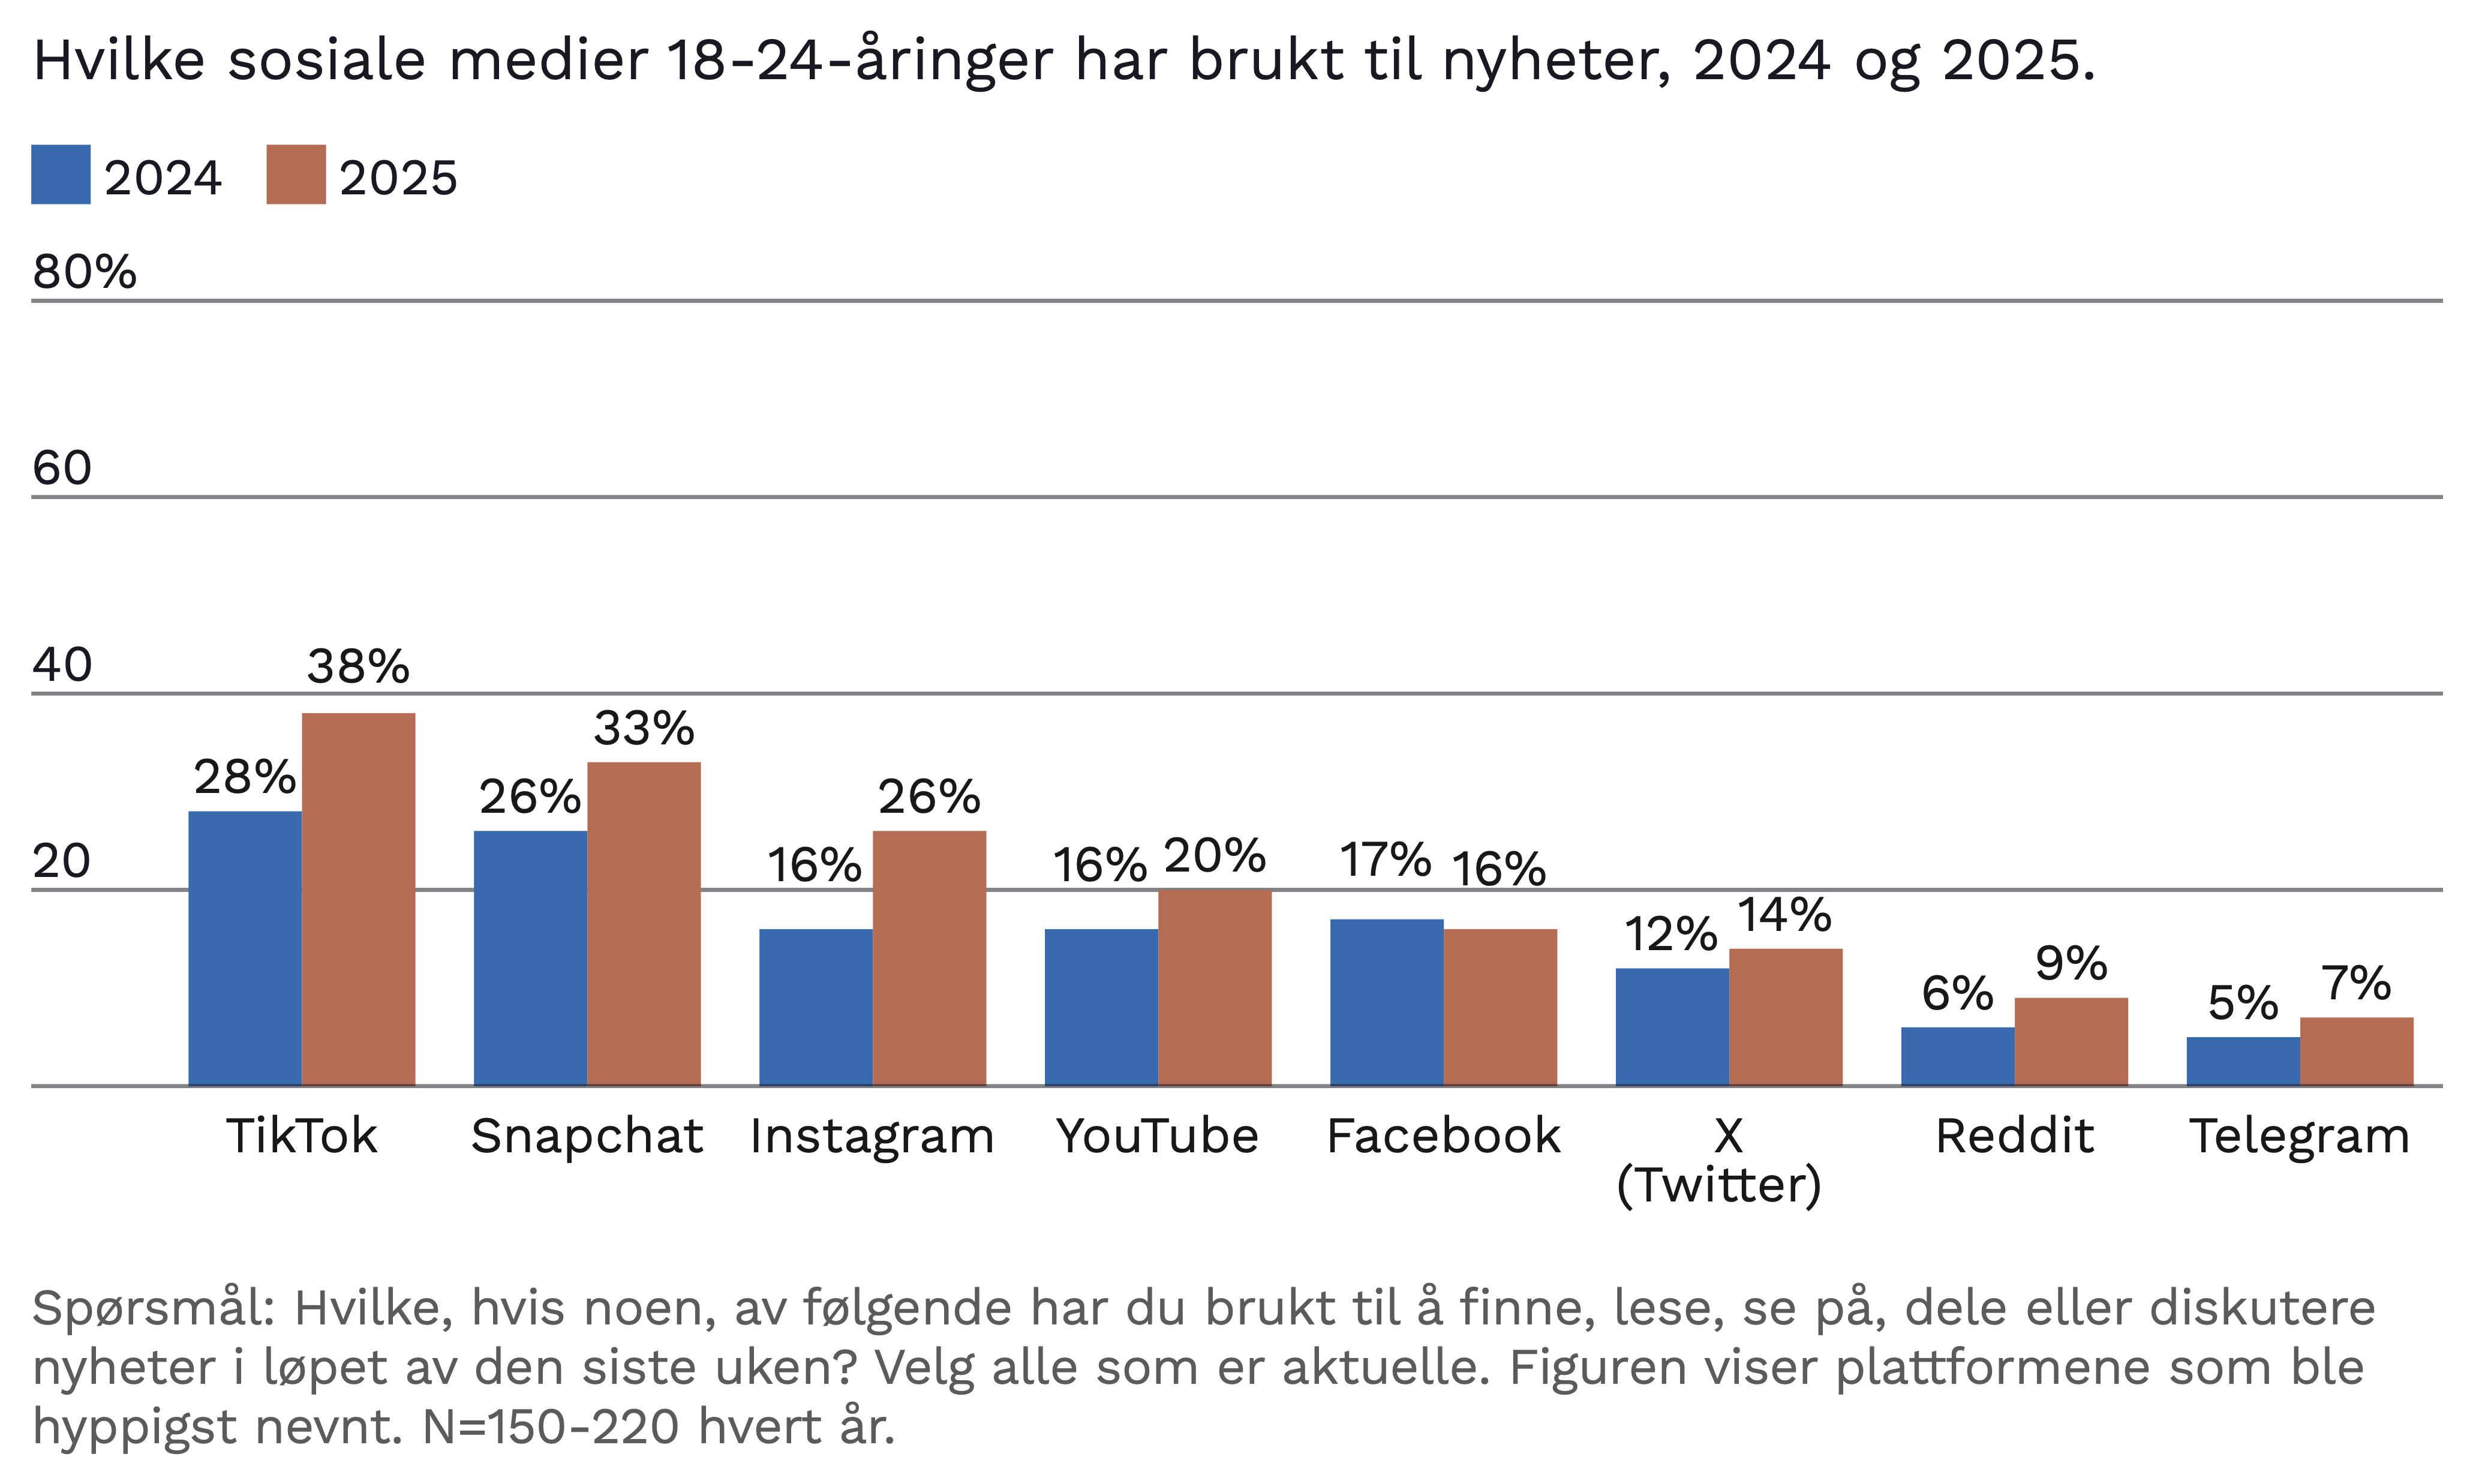 Hvilke sosiale medier 18-24-åringer har brukt til nyheter, 2024 og 2025.
2024 2025
80%
60
40
20
28% 38%
26% 33%
16% 26%
16% 20%
17% 16%
12% 14%
6% 9%
5% 7%
TikTok Snapchat Instagram YouTube Facebook X Reddit Telegram
(Twitter)
Spørsmål: Hvilke, hvis noen, av følgende har du brukt til å finne, lese, se på, dele eller diskutere
nyheter i løpet av den siste uken? Velg alle som er aktuelle. Figuren viser plattformene som ble
hyppigst nevnt. N=150-220 hvert år.